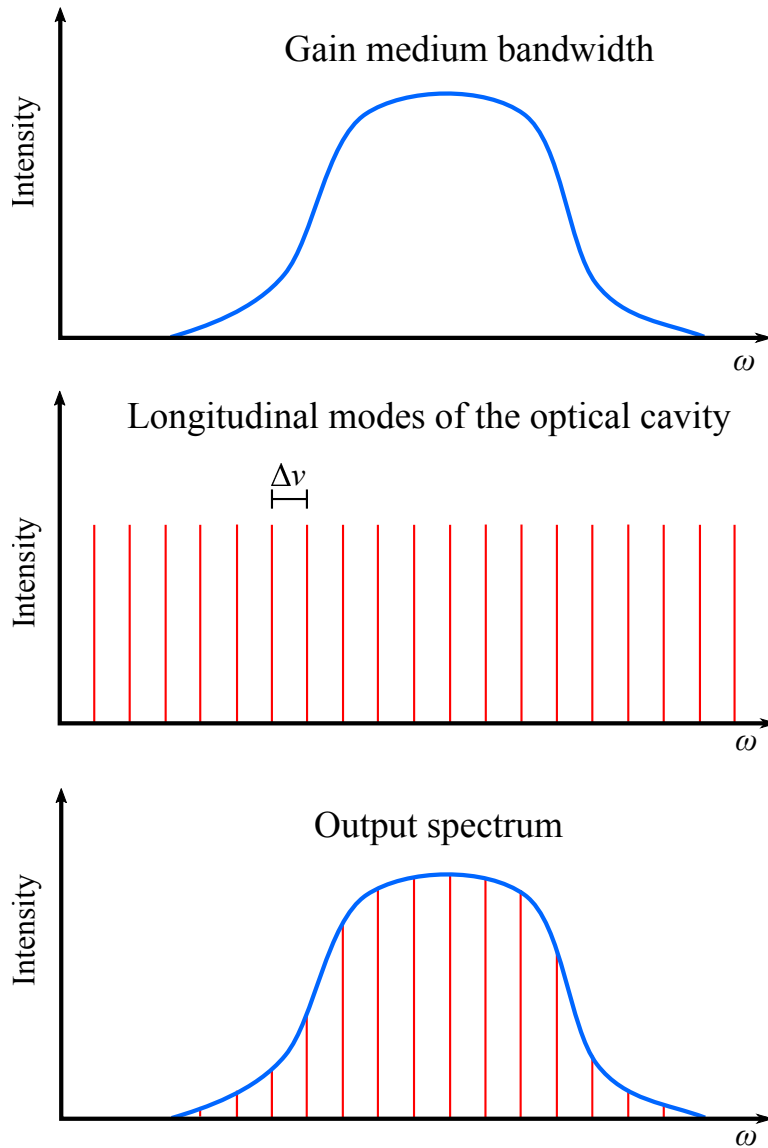 Gain medium bandwidth
Intensity
ω
Longitudinal modes of the optical cavity
Δν
Intensity
ω
Output spectrum
Intensity
ω